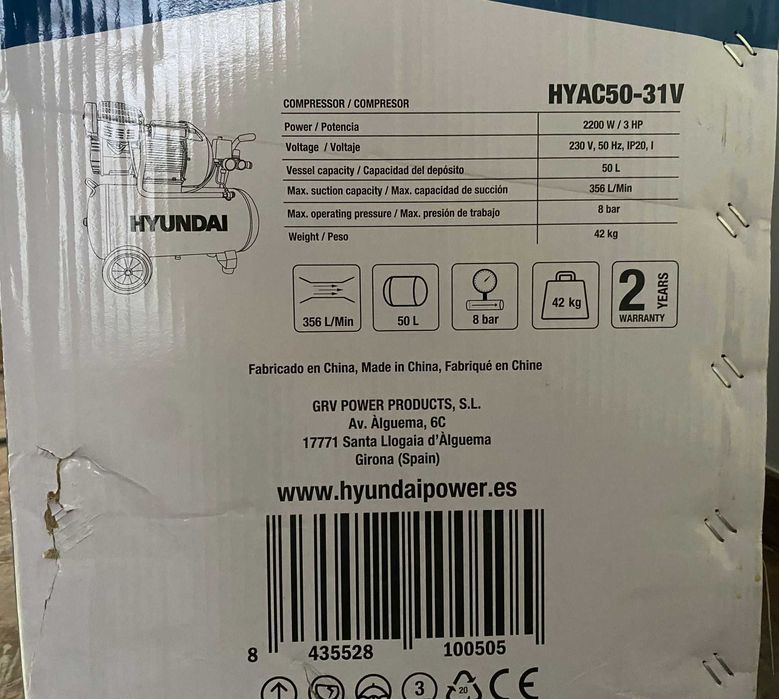 HYAC50-31V
COMPRESSOR / COMPRESOR
Power / Potencia 2200 W / 3 HP
Voltage / Voltaje 230 V, 50 Hz, IP20, I
Vessel capacity / Capacidad del depósito 50 L
Max. suction capacity / Max. capacidad de succión 356 L/Min
Max. operating pressure / Max. presión de trabajo 8 bar
Weight / Peso 42 kg
HYUNDAI
356 L/Min
50 L
8 bar
42 kg
2 YEARS
WARRANTY
Fabricado en China, Made in China, Fabriqué en Chine
GRV POWER PRODUCTS, S.L.
Av. Àlguema, 6C
17771 Santa Llogaia d'Àlguema
Girona (Spain)
www.hyundaipower.es
8 435528 100505
3
20
CE